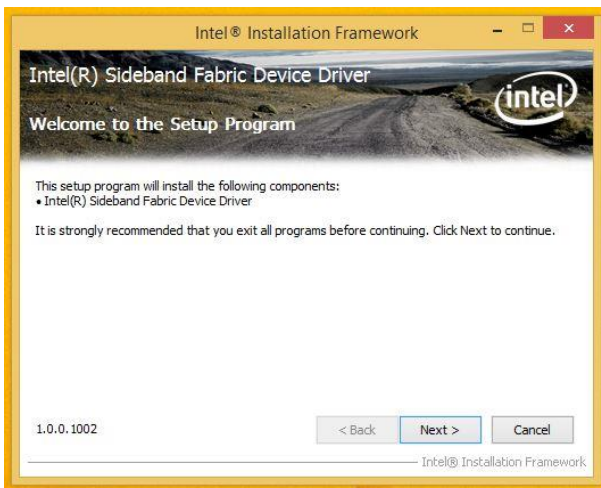 Intel® Installation Framework
Intel(R) Sideband Fabric Device Driver
intel
Welcome to the Setup Program
This setup program will install the following components:
• Intel(R) Sideband Fabric Device Driver
It is strongly recommended that you exit all programs before continuing. Click Next to continue.
1.0.0.1002
< Back
Next >
Cancel
Intel® Installation Framework